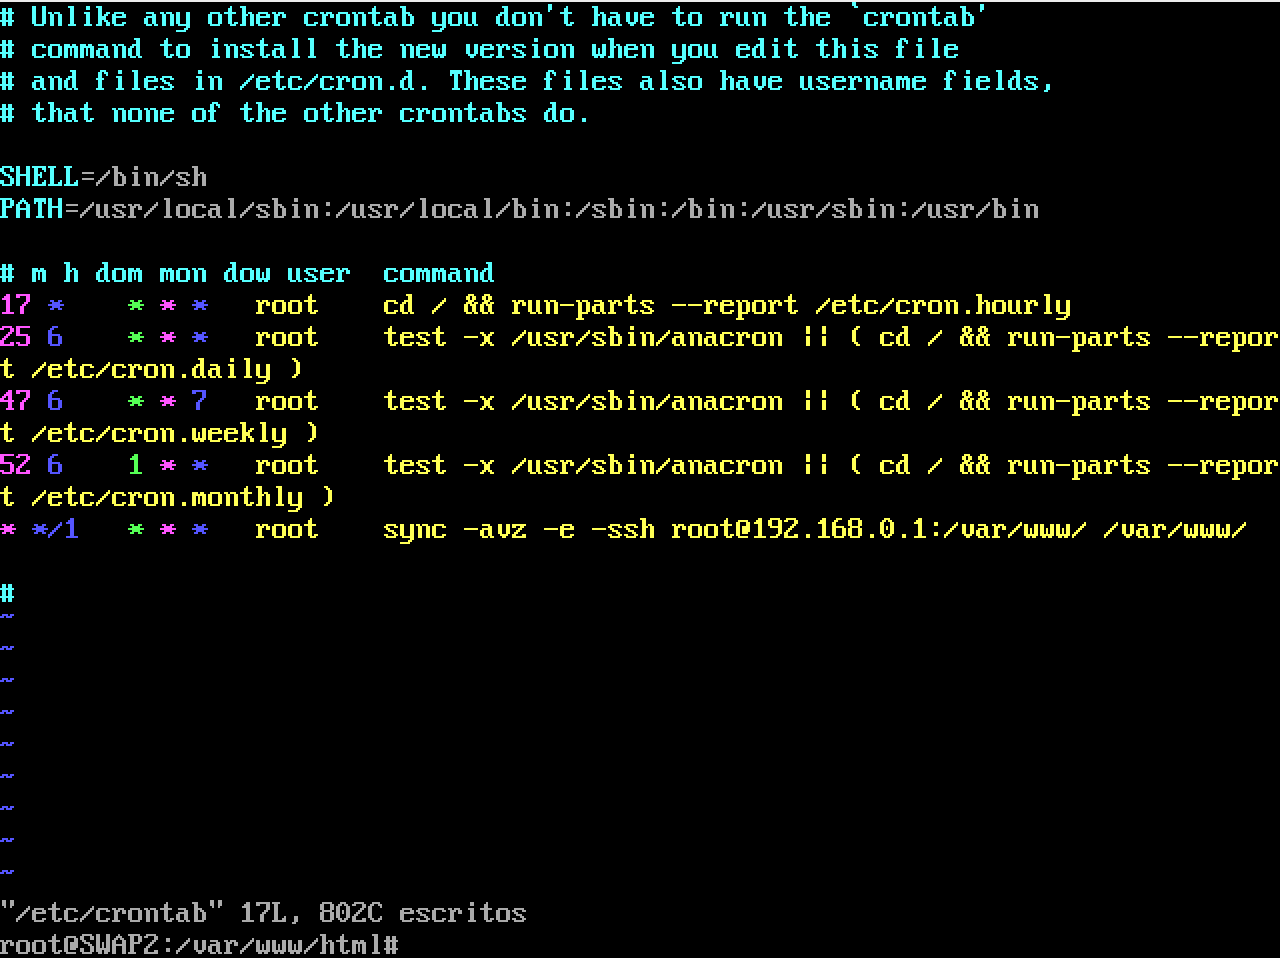 # Unlike any other crontab you don't have to run the `crontab'
# command to install the new version when you edit this file
# and files in /etc/cron.d. These files also have username fields,
# that none of the other crontabs do.
SHELL=/bin/sh
PATH=/usr/local/sbin:/usr/local/bin:/sbin:/bin:/usr/sbin:/usr/bin
# m h dom mon dow user  command
17 *    * * *   root    cd / && run-parts --report /etc/cron.hourly
25 6    * * *   root    test -x /usr/sbin/anacron || ( cd / && run-parts --repor
t /etc/cron.daily )
47 6    * * 7   root    test -x /usr/sbin/anacron || ( cd / && run-parts --repor
t /etc/cron.weekly )
52 6    1 * *   root    test -x /usr/sbin/anacron || ( cd / && run-parts --repor
t /etc/cron.monthly )
* */1   * * *   root    sync -avz -e -ssh root@192.168.0.1:/var/www/ /var/www/
#
~
~
~
~
~
~
~
~
~
"/etc/crontab" 17L, 802C escritos
root@SWAP2:/var/www/html#